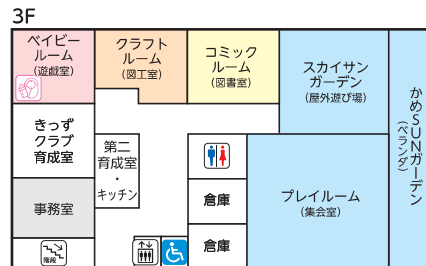 3F
ベイビー
ルーム
(遊戯室)
クラフト
ルーム
(図工室)
コミック
ルーム
(図書室)
スカイサン
ガーデン
(屋外遊び場)
かめSUNガーデン
(ベランダ)
きっず
クラブ
育成室
第二
育成室
・
キッチン
事務室
倉庫
プレイルーム
(集会室)
倉庫
階段